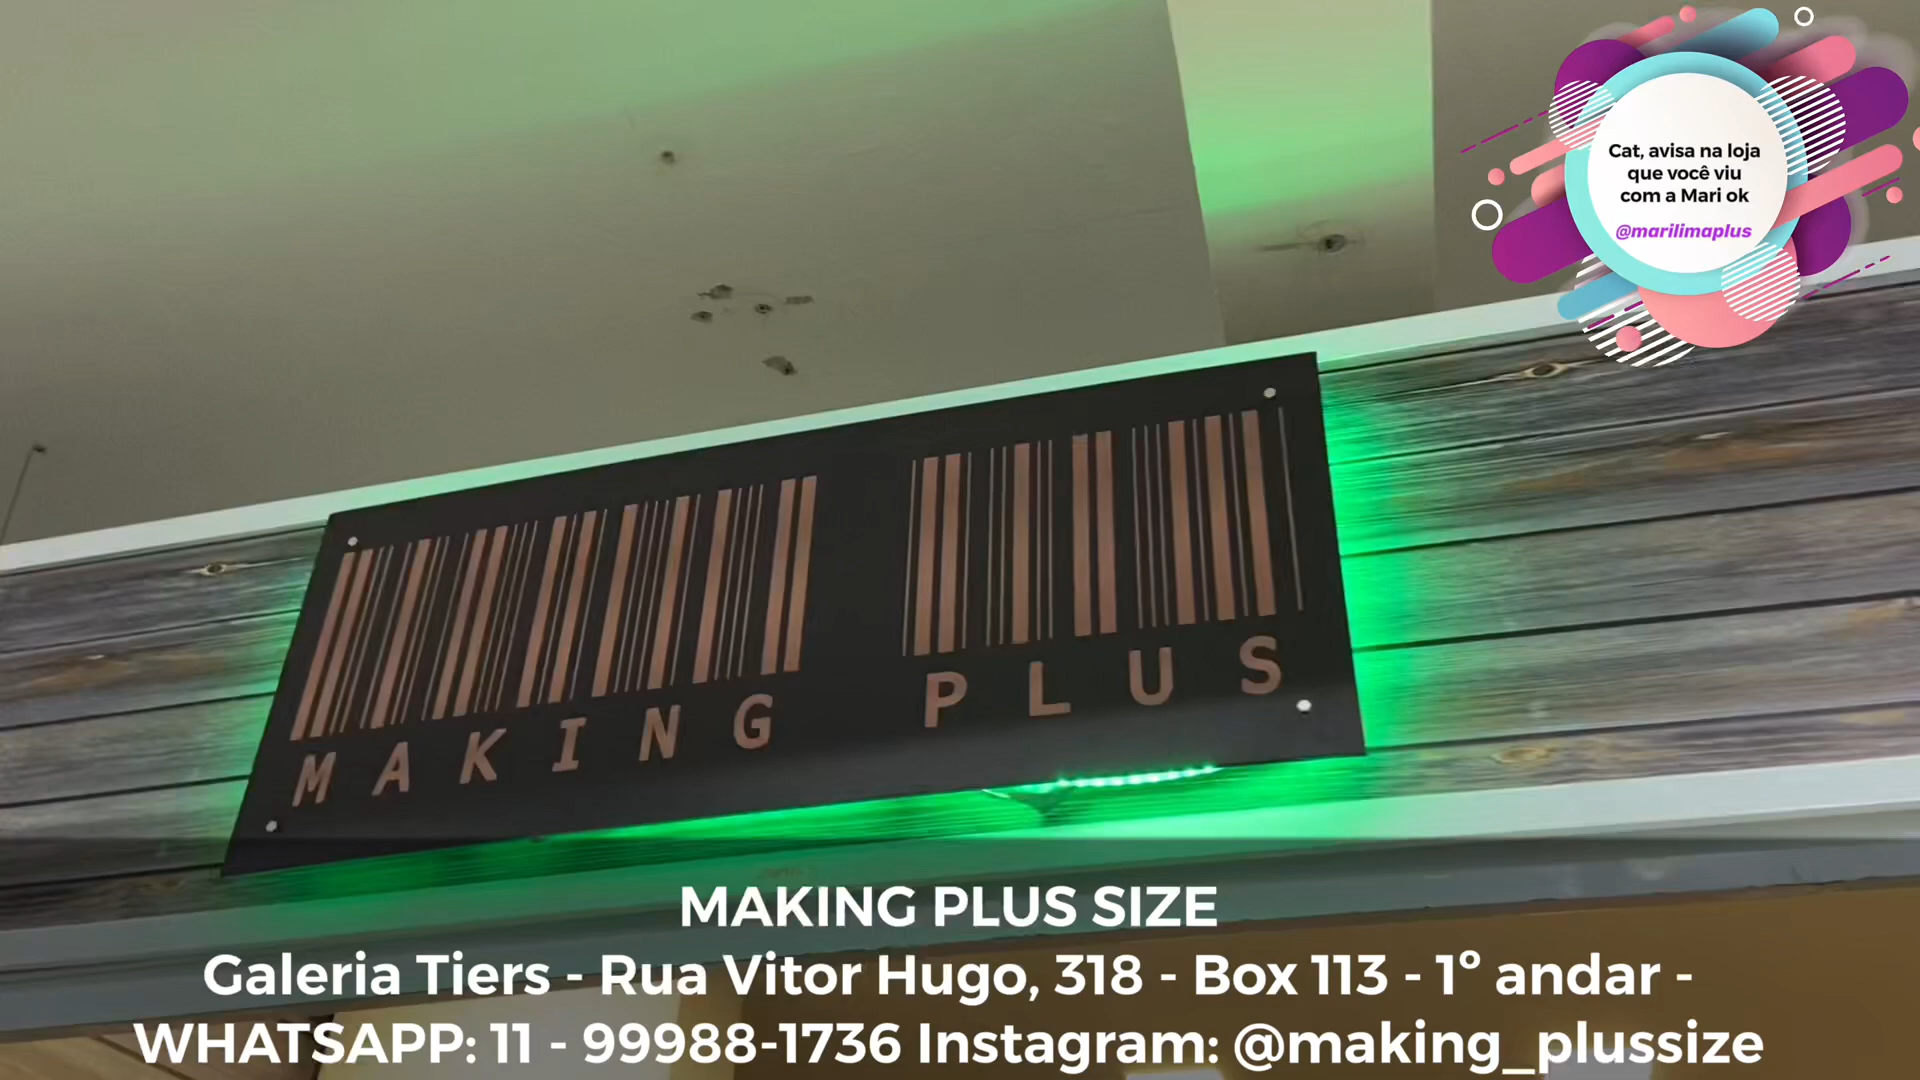 Cat, avisa na loja
que você viu
com a Mari ok
@marilimaplus
MAKING PLUS
MAKING PLUS SIZE
Galeria Tiers - Rua Vitor Hugo, 318 - Box 113 - 1º andar -
WHATSAPP: 11 - 99988-1736 Instagram: @making_plussize